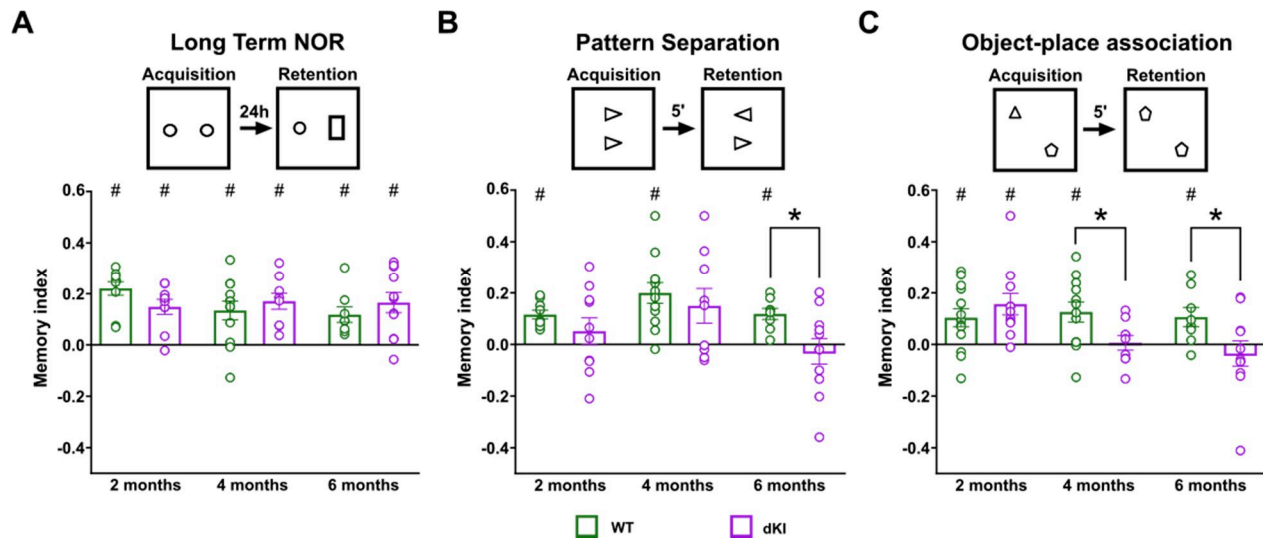 A
Long Term NOR
Acquisition
Retention
24h
# # # # # #
0.6
0.4
0.2
0.0
-0.2
-0.4
Memory index
2 months 4 months 6 months
B
Pattern Separation
Acquisition
Retention
5'
# # #
*
0.6
0.4
0.2
0.0
-0.2
-0.4
Memory index
2 months 4 months 6 months
C
Object-place association
Acquisition
Retention
5'
# # # #
* *
0.6
0.4
0.2
0.0
-0.2
-0.4
Memory index
2 months 4 months 6 months
WT
dKI